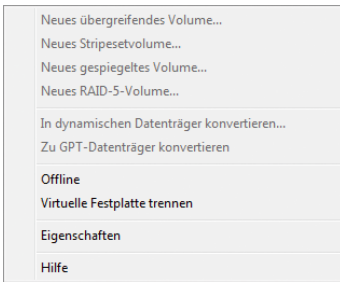 Neues übergreifendes Volume...
Neues Stripesetvolume...
Neues gespiegeltes Volume...
Neues RAID-5-Volume...
In dynamischen Datenträger konvertieren...
Zu GPT-Datenträger konvertieren
Offline
Virtuelle Festplatte trennen
Eigenschaften
Hilfe